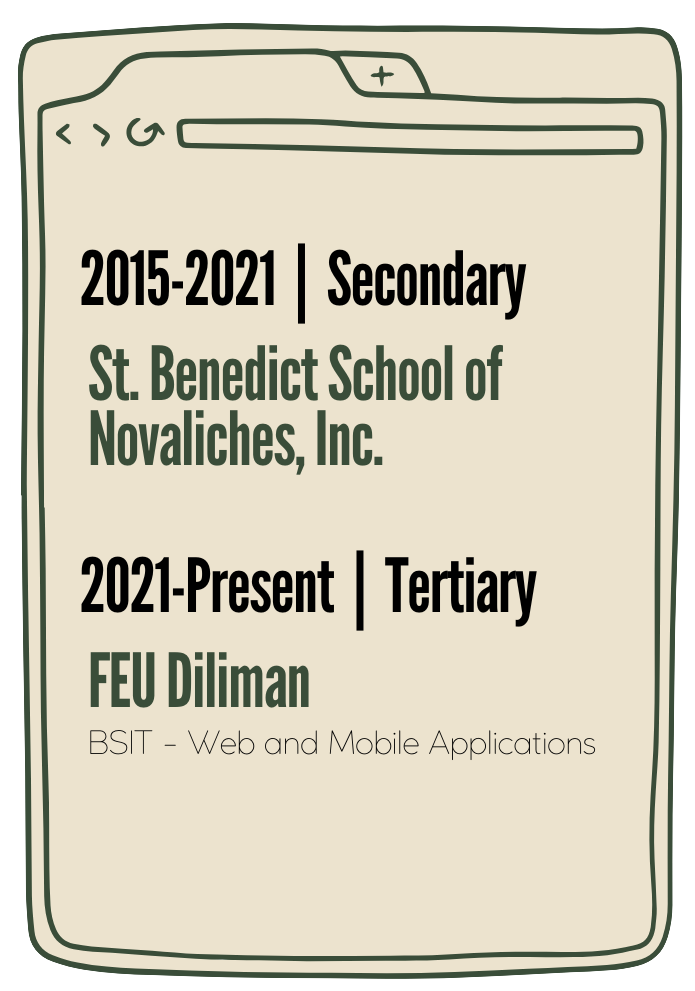 2015-2021 | Secondary
St. Benedict School of
Novaliches, Inc.
2021-Present | Tertiary
FEU Diliman
BSIT - Web and Mobile Applications